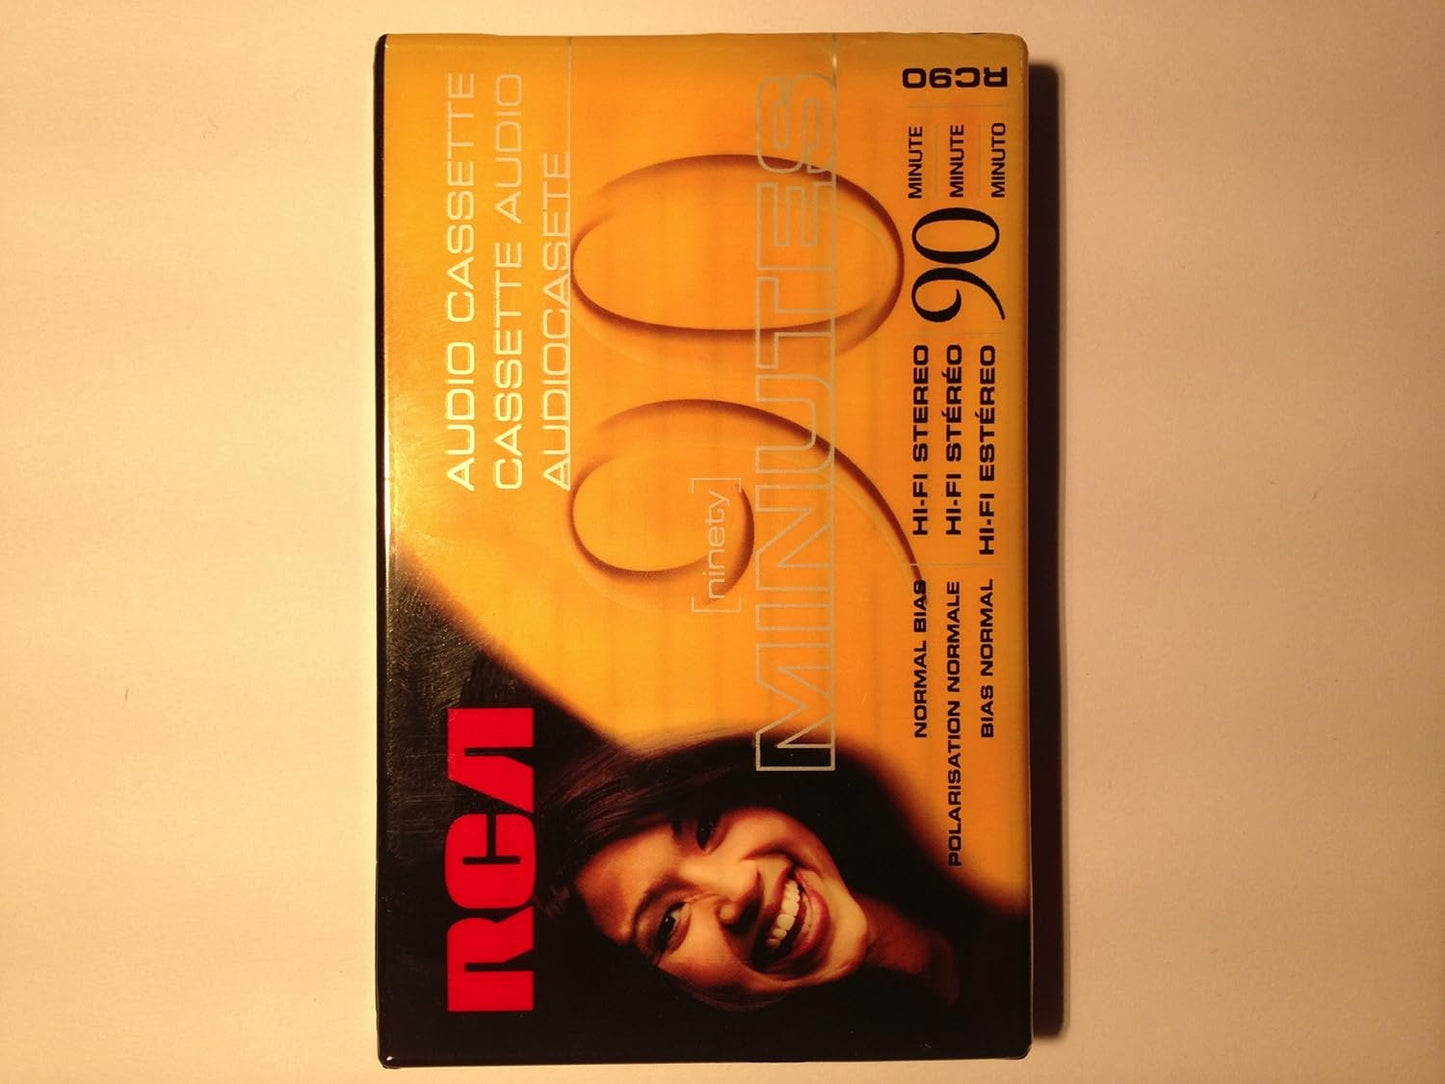 RCA
AUDIO CASSETTE
CASSETTE AUDIO
AUDIOCASETE
90
[ninety]
MINUTES
NORMAL BIAS
POLARISATION NORMALE
BIAS NORMAL
HI-FI STEREO
HI-FI STÉRÉO
HI-FI ESTÉREO
90
MINUTE
MINUTE
MINUTO
RC90